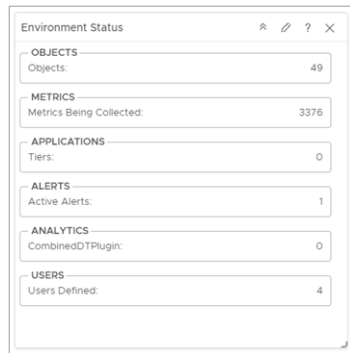 Environment Status
?
OBJECTS
Objects: 49
METRICS
Metrics Being Collected: 3376
APPLICATIONS
Tiers: 0
ALERTS
Active Alerts: 1
ANALYTICS
CombinedDTPlugin: 0
USERS
Users Defined: 4